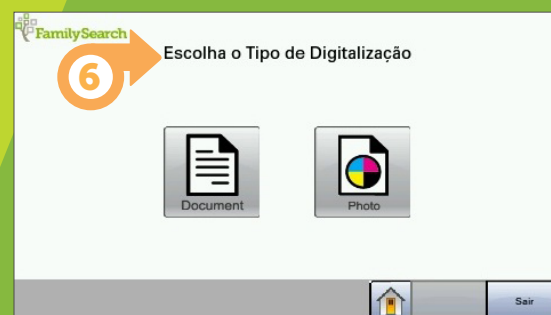 FamilySearch
6
Escolha o Tipo de Digitalização
Document
Photo
Sair